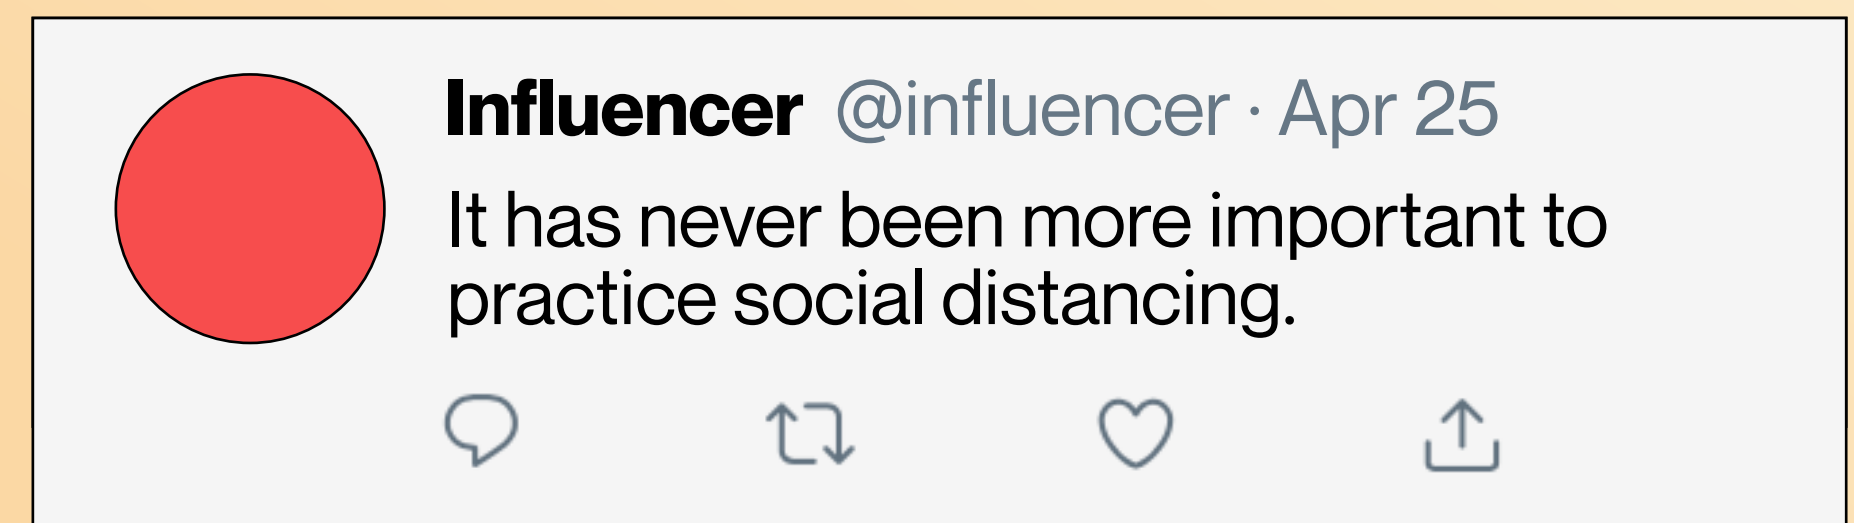 Influencer @influencer · Apr 25
It has never been more important to
practice social distancing.